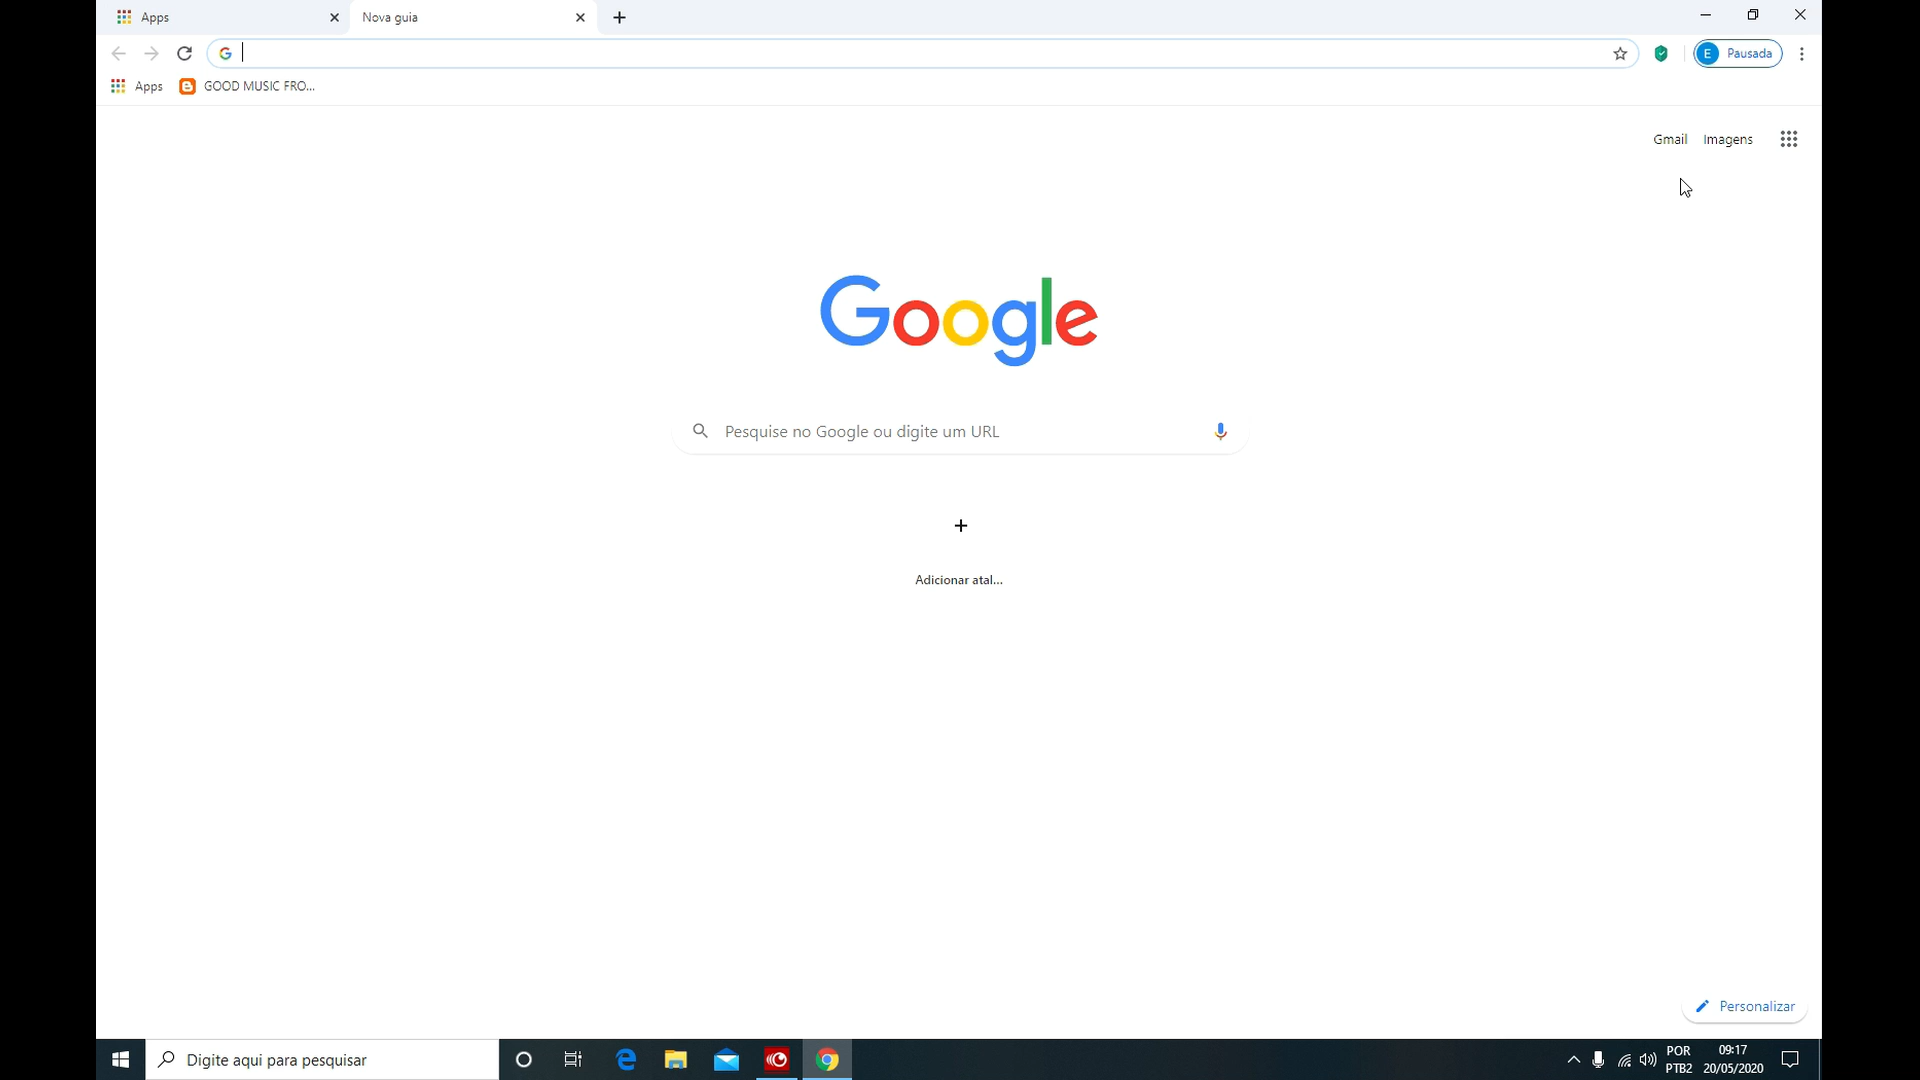 Apps
Nova guia
E Pausada
Apps
GOOD MUSIC FRO...
Gmail Imagens
Google
Pesquise no Google ou digite um URL
Adicionar atal...
Personalizar
Digite aqui para pesquisar
POR
PTB2
09:17
20/05/2020